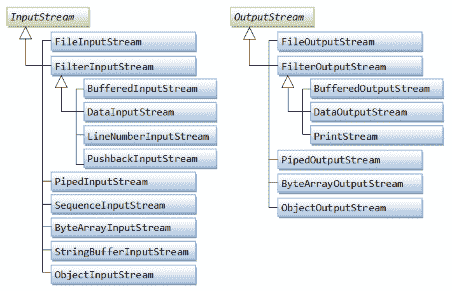 InputStream
FileInputStream
FilterInputStream
BufferedInputStream
DataInputStream
LineNumberInputStream
PushbackInputStream
PipedInputStream
SequenceInputStream
ByteArrayInputStream
StringBufferInputStream
ObjectInputStream
OutputStream
FileOutputStream
FilterOutputStream
BufferedOutputStream
DataOutputStream
PrintStream
PipedOutputStream
ByteArrayOutputStream
ObjectOutputStream